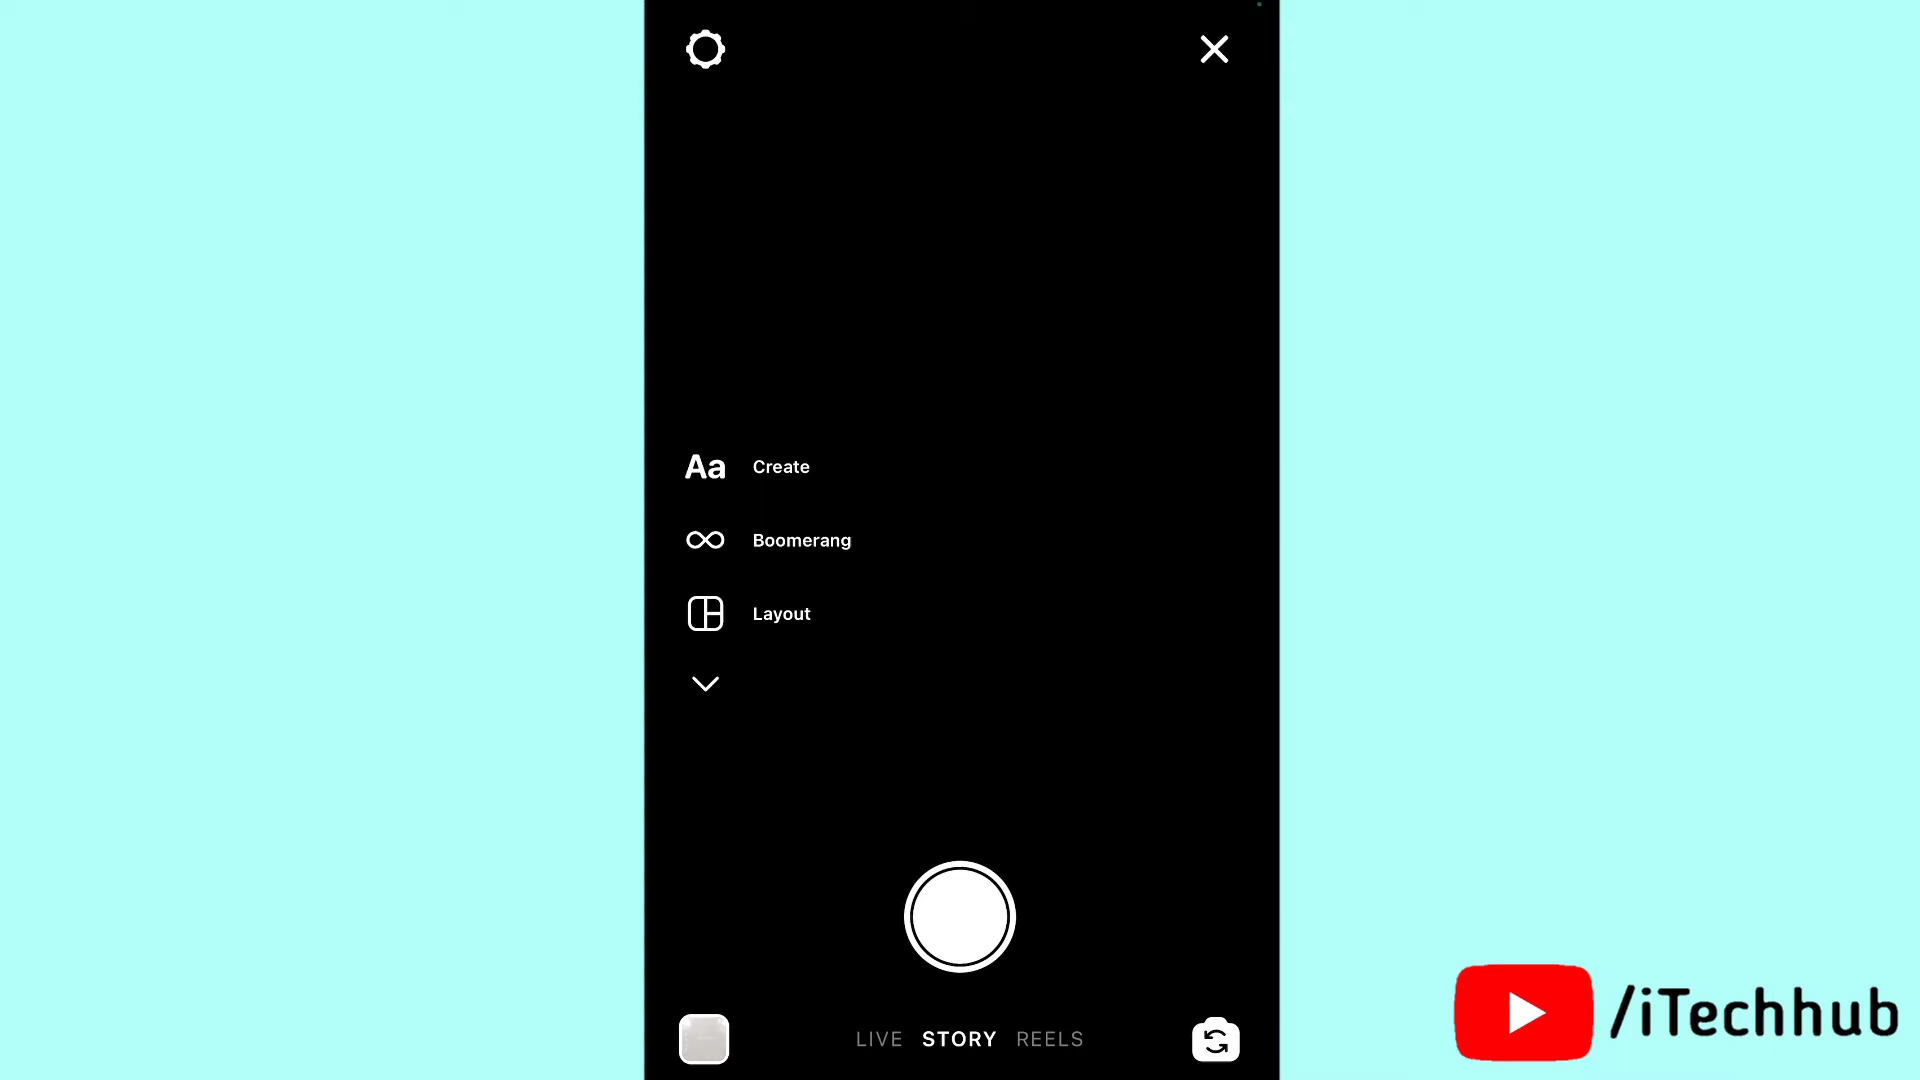 Aa Create
Boomerang
Layout
LIVE STORY REELS
/iTechhub